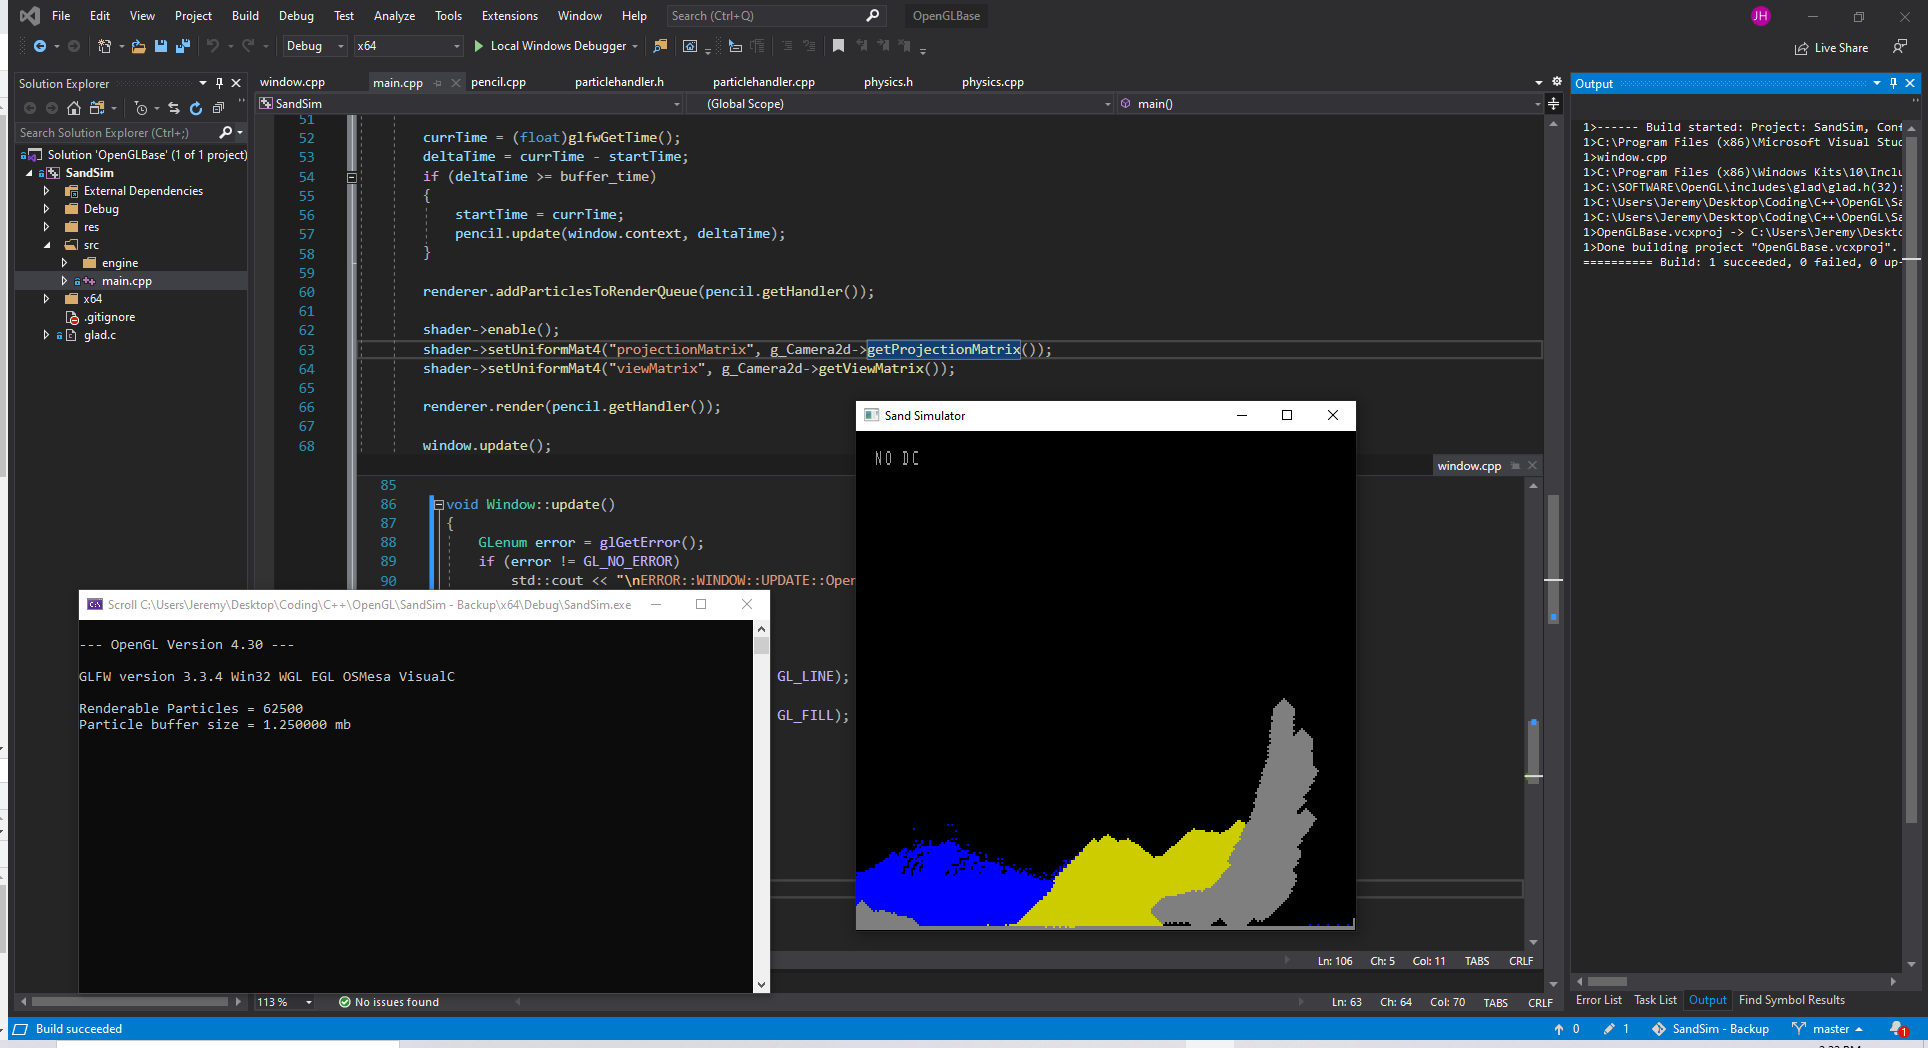 File Edit View Project Build Debug Test Analyze Tools Extensions Window Help Search (Ctrl+Q) OpenGLBase JH
Debug x64 Local Windows Debugger Live Share
Solution Explorer
Search Solution Explorer (Ctrl+;)
Solution 'OpenGLBase' (1 of 1 project)
SandSim
External Dependencies
Debug
res
src
engine
main.cpp
x64
.gitignore
glad.c
window.cpp main.cpp pencil.cpp particlehandler.h particlehandler.cpp physics.h physics.cpp
SandSim (Global Scope) main()
51
52 currTime = (float)glfwGetTime();
53 deltaTime = currTime - startTime;
54 if (deltaTime >= buffer_time)
55 {
56 startTime = currTime;
57 pencil.update(window.context, deltaTime);
58 }
59
60 renderer.addParticlesToRenderQueue(pencil.getHandler());
61
62 shader->enable();
63 shader->setUniformMat4("projectionMatrix", g_Camera2d->getProjectionMatrix());
64 shader->setUniformMat4("viewMatrix", g_Camera2d->getViewMatrix());
65
66 renderer.render(pencil.getHandler());
67
68 window.update();
window.cpp
85
86 void Window::update()
87 {
88 GLenum error = glGetError();
89 if (error != GL_NO_ERROR)
90 std::cout << "\nERROR::WINDOW::UPDATE::Open
GL_LINE);
GL_FILL);
Ln: 106 Ch: 5 Col: 11 TABS CRLF
113 % No issues found Ln: 63 Ch: 64 Col: 70 TABS CRLF
Scroll C:\Users\Jeremy\Desktop\Coding\C++\OpenGL\SandSim - Backup\x64\Debug\SandSim.exe
--- OpenGL Version 4.30 ---
GLFW version 3.3.4 Win32 WGL EGL OSMesa VisualC
Renderable Particles = 62500
Particle buffer size = 1.250000 mb
Sand Simulator
NO DC
Output
1>------ Build started: Project: SandSim, Conf
1>C:\Program Files (x86)\Microsoft Visual Stud
1>window.cpp
1>C:\Program Files (x86)\Windows Kits\10\Inclu
1>C:\SOFTWARE\OpenGL\includes\glad\glad.h(32):
1>C:\Users\Jeremy\Desktop\Coding\C++\OpenGL\Sa
1>C:\Users\Jeremy\Desktop\Coding\C++\OpenGL\Sa
1>OpenGLBase.vcxproj -> C:\Users\Jeremy\Deskto
1>Done building project "OpenGLBase.vcxproj".
========== Build: 1 succeeded, 0 failed, 0 up-
Error List Task List Output Find Symbol Results
Build succeeded 0 1 SandSim - Backup master 1